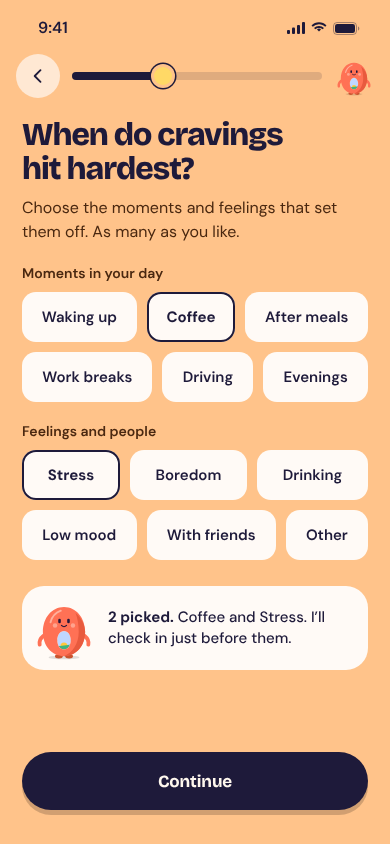 9:41
When do cravings
hit hardest?
Choose the moments and feelings that set
them off. As many as you like.
Moments in your day
Waking up
Coffee
After meals
Work breaks
Driving
Evenings
Feelings and people
Stress
Boredom
Drinking
Low mood
With friends
Other
2 picked. Coffee and Stress. I’ll
check in just before them.
Continue